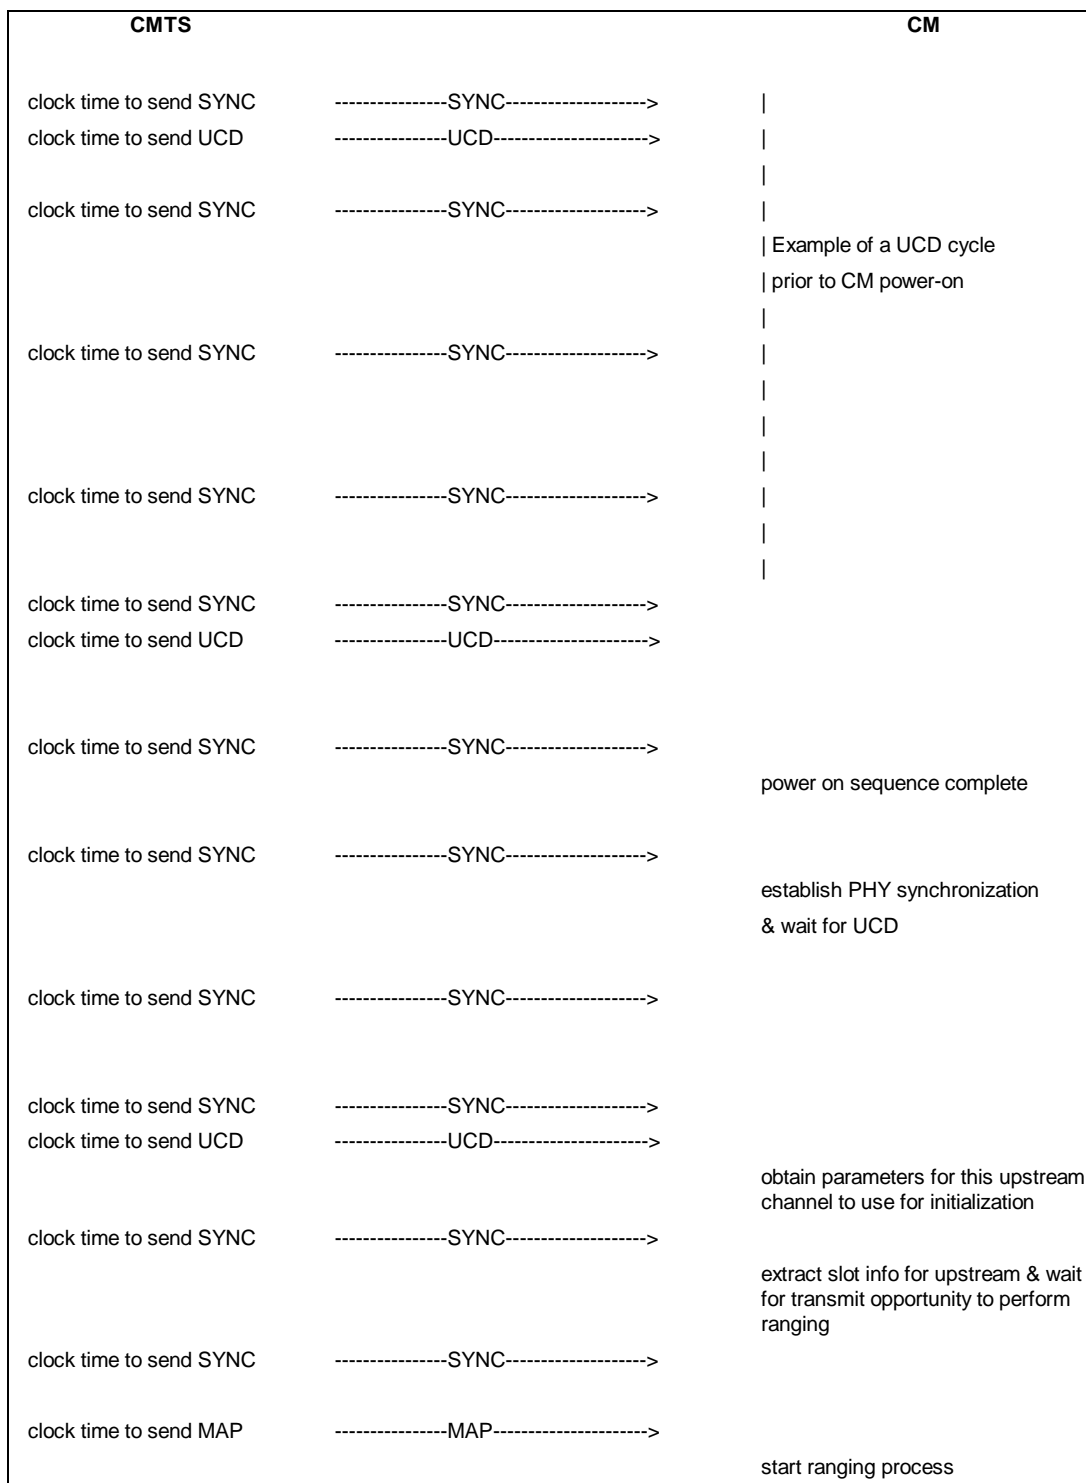 CMTS CM
clock time to send SYNC ----------------SYNC--------------------> |
clock time to send UCD ----------------UCD----------------------> |
|
clock time to send SYNC ----------------SYNC--------------------> |
| Example of a UCD cycle
| prior to CM power-on
|
clock time to send SYNC ----------------SYNC--------------------> |
|
|
|
clock time to send SYNC ----------------SYNC--------------------> |
|
|
clock time to send SYNC ----------------SYNC-------------------->
clock time to send UCD ----------------UCD---------------------->
clock time to send SYNC ----------------SYNC-------------------->
power on sequence complete
clock time to send SYNC ----------------SYNC-------------------->
establish PHY synchronization
& wait for UCD
clock time to send SYNC ----------------SYNC-------------------->
clock time to send SYNC ----------------SYNC-------------------->
clock time to send UCD ----------------UCD---------------------->
obtain parameters for this upstream
channel to use for initialization
clock time to send SYNC ----------------SYNC-------------------->
extract slot info for upstream & wait
for transmit opportunity to perform
ranging
clock time to send SYNC ----------------SYNC-------------------->
clock time to send MAP ----------------MAP---------------------->
start ranging process